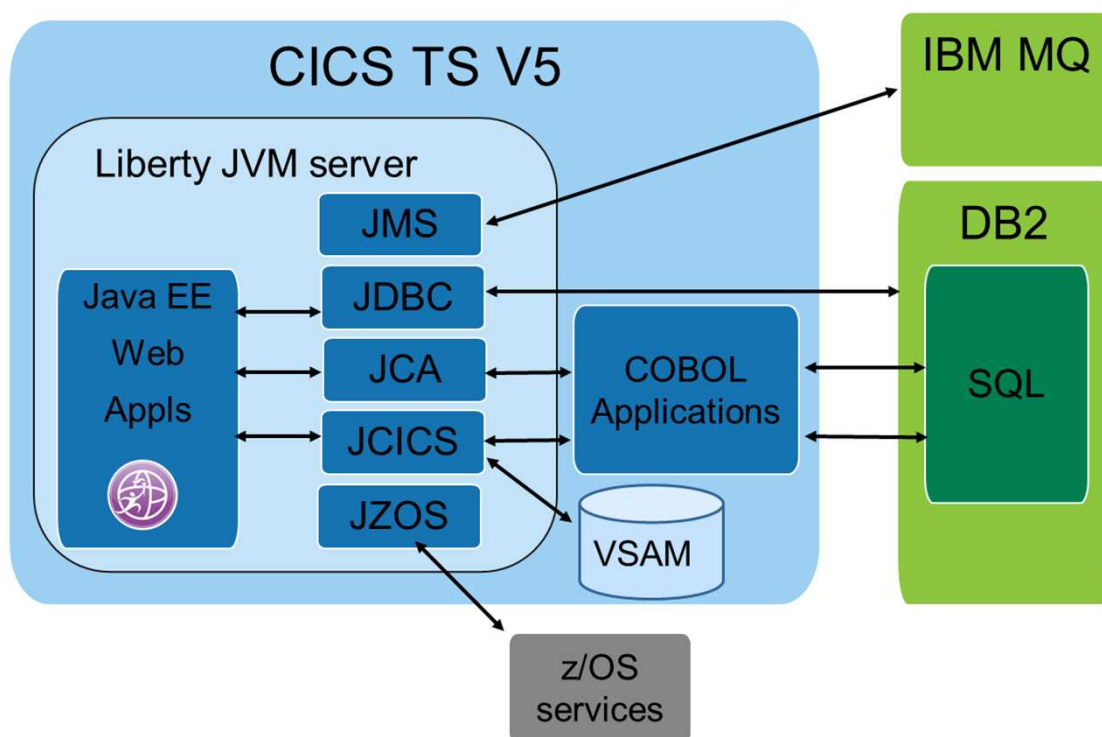 CICS TS V5
IBM MQ
Liberty JVM server
JMS
DB2
Java EE
Web
Appls
JDBC
JCA
JCICS
JZOS
COBOL
Applications
SQL
VSAM
z/OS
services